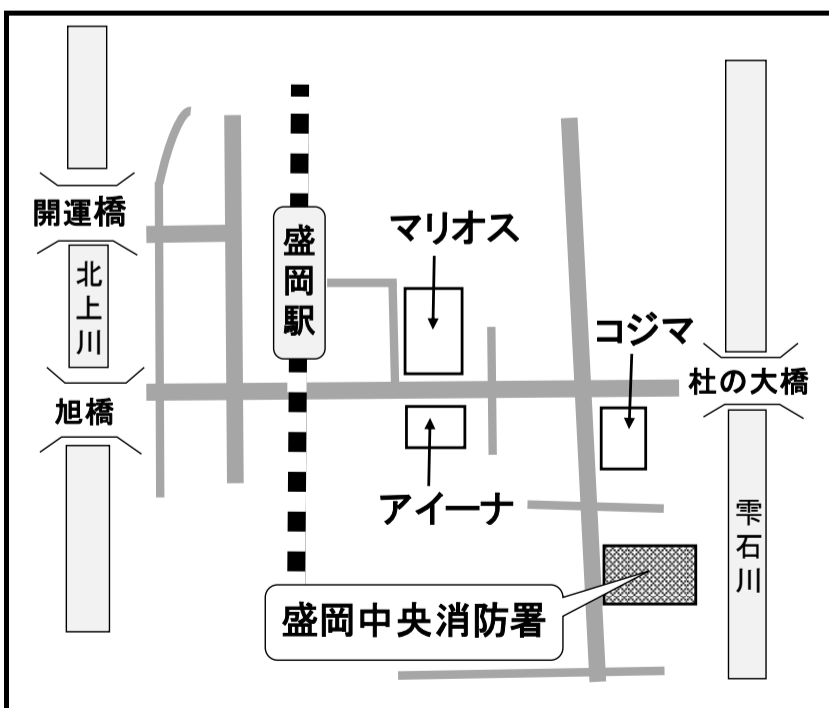 開運橋
北上川
旭橋
盛岡駅
マリオス
アイーナ
コジマ
杜の大橋
雫石川
盛岡中央消防署